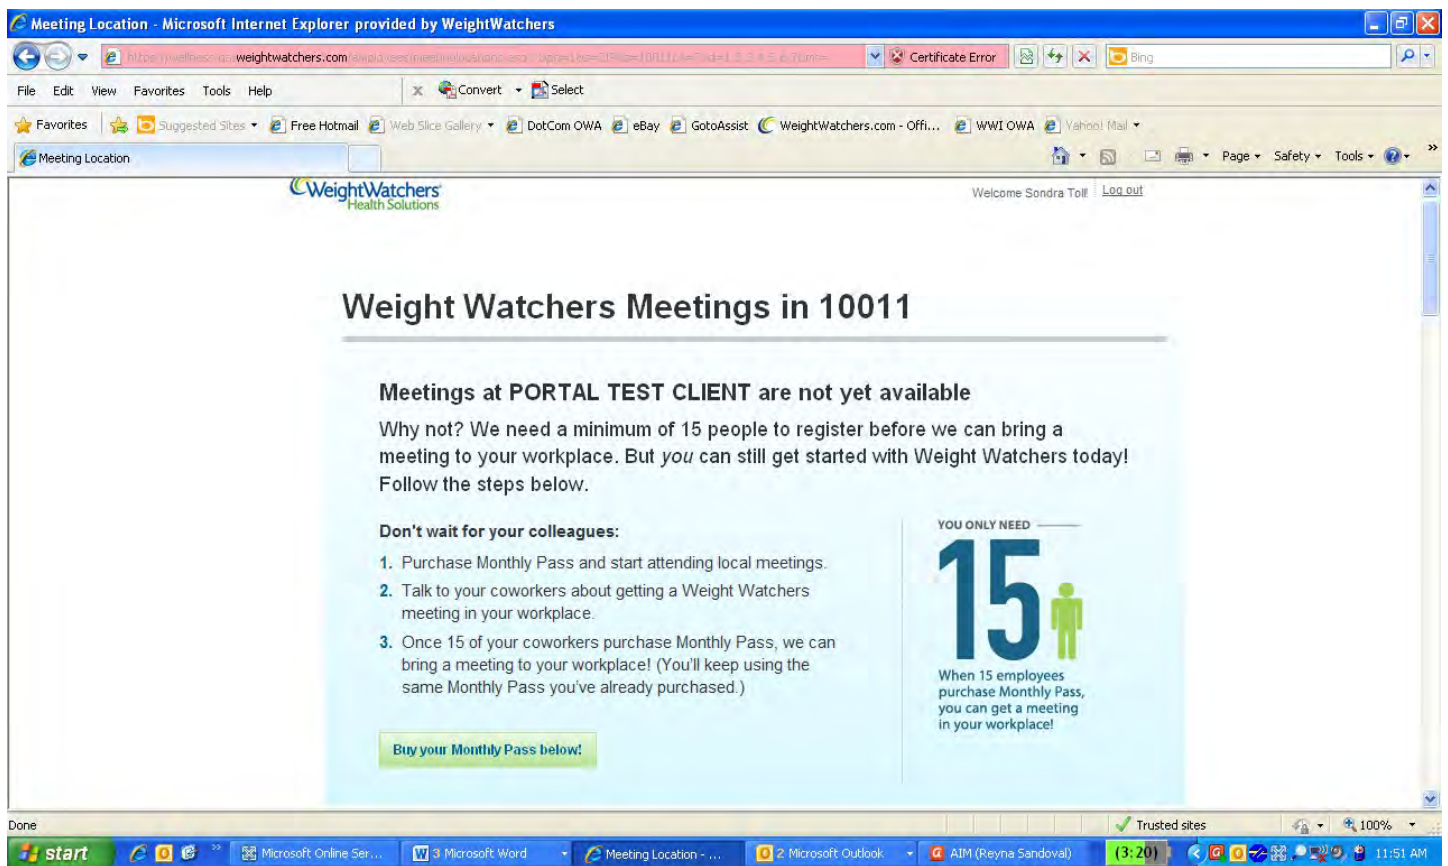 Meeting Location - Microsoft Internet Explorer provided by WeightWatchers
weightwatchers.com Certificate Error Bing
File Edit View Favorites Tools Help x Convert Select
Favorites Suggested Sites Free Hotmail Web Slice Gallery DotCom OWA eBay GotoAssist WeightWatchers.com - Offi... WWI OWA Yahoo! Mail
Meeting Location Page Safety Tools »
WeightWatchers Health Solutions Welcome Sondra Toll! Log out
Weight Watchers Meetings in 10011
Meetings at PORTAL TEST CLIENT are not yet available
Why not? We need a minimum of 15 people to register before we can bring a
meeting to your workplace. But you can still get started with Weight Watchers today!
Follow the steps below.
Don't wait for your colleagues:
1. Purchase Monthly Pass and start attending local meetings.
2. Talk to your coworkers about getting a Weight Watchers
meeting in your workplace.
3. Once 15 of your coworkers purchase Monthly Pass, we can
bring a meeting to your workplace! (You'll keep using the
same Monthly Pass you've already purchased.)
Buy your Monthly Pass below!
YOU ONLY NEED
15
When 15 employees
purchase Monthly Pass,
you can get a meeting
in your workplace!
Done Trusted sites 100%
start » Microsoft Online Ser... 3 Microsoft Word Meeting Location - ... 2 Microsoft Outlook AIM (Reyna Sandoval) (3:20) 11:51 AM